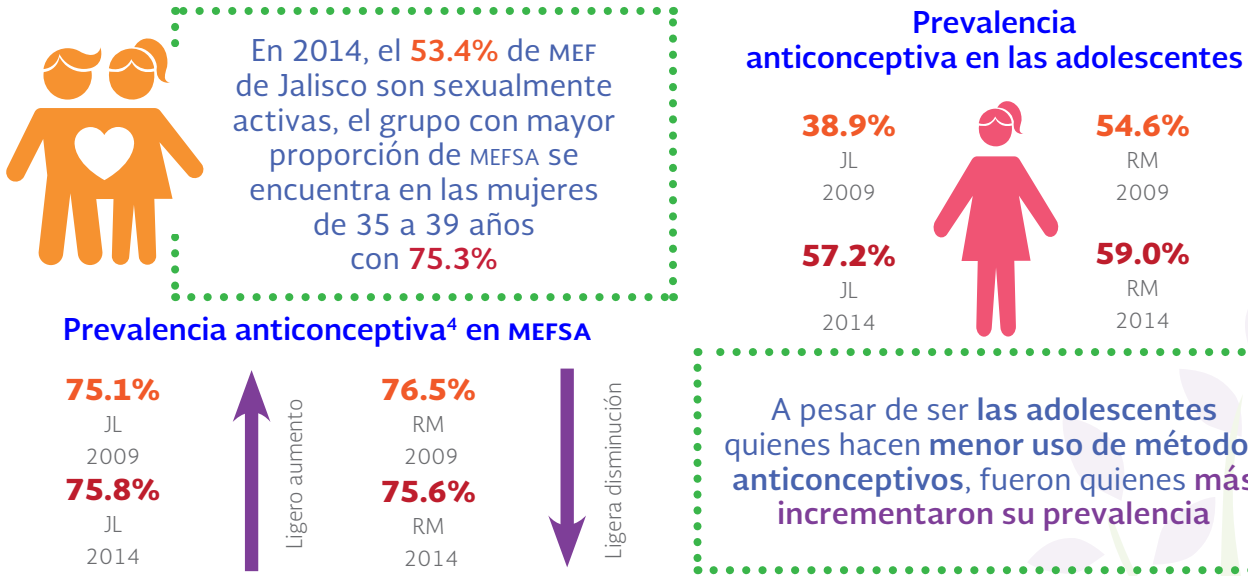 En 2014, el 53.4% de MEF
de Jalisco son sexualmente
activas, el grupo con mayor
proporción de MEFSA se
encuentra en las mujeres
de 35 a 39 años
con 75.3%
Prevalencia anticonceptiva⁴ en MEFSA
75.1%
JL
2009
75.8%
JL
2014
Ligero aumento
76.5%
RM
2009
75.6%
RM
2014
Ligera disminución
Prevalencia
anticonceptiva en las adolescentes
38.9%
JL
2009
54.6%
RM
2009
57.2%
JL
2014
59.0%
RM
2014
A pesar de ser las adolescentes
quienes hacen menor uso de método
anticonceptivos, fueron quienes más
incrementaron su prevalencia